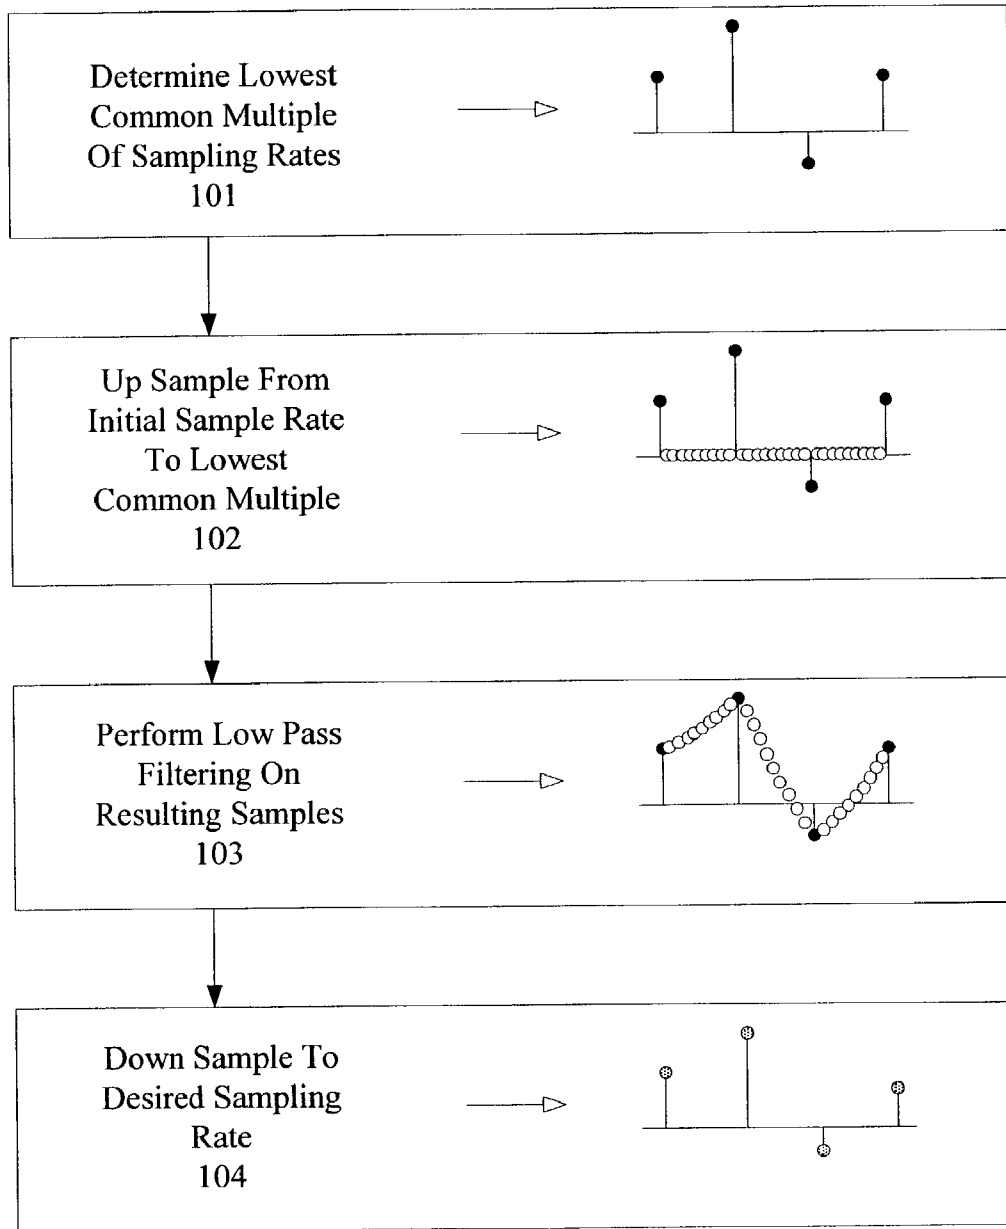 Determine Lowest
Common Multiple
Of Sampling Rates
101
Up Sample From
Initial Sample Rate
To Lowest
Common Multiple
102
Perform Low Pass
Filtering On
Resulting Samples
103
Down Sample To
Desired Sampling
Rate
104